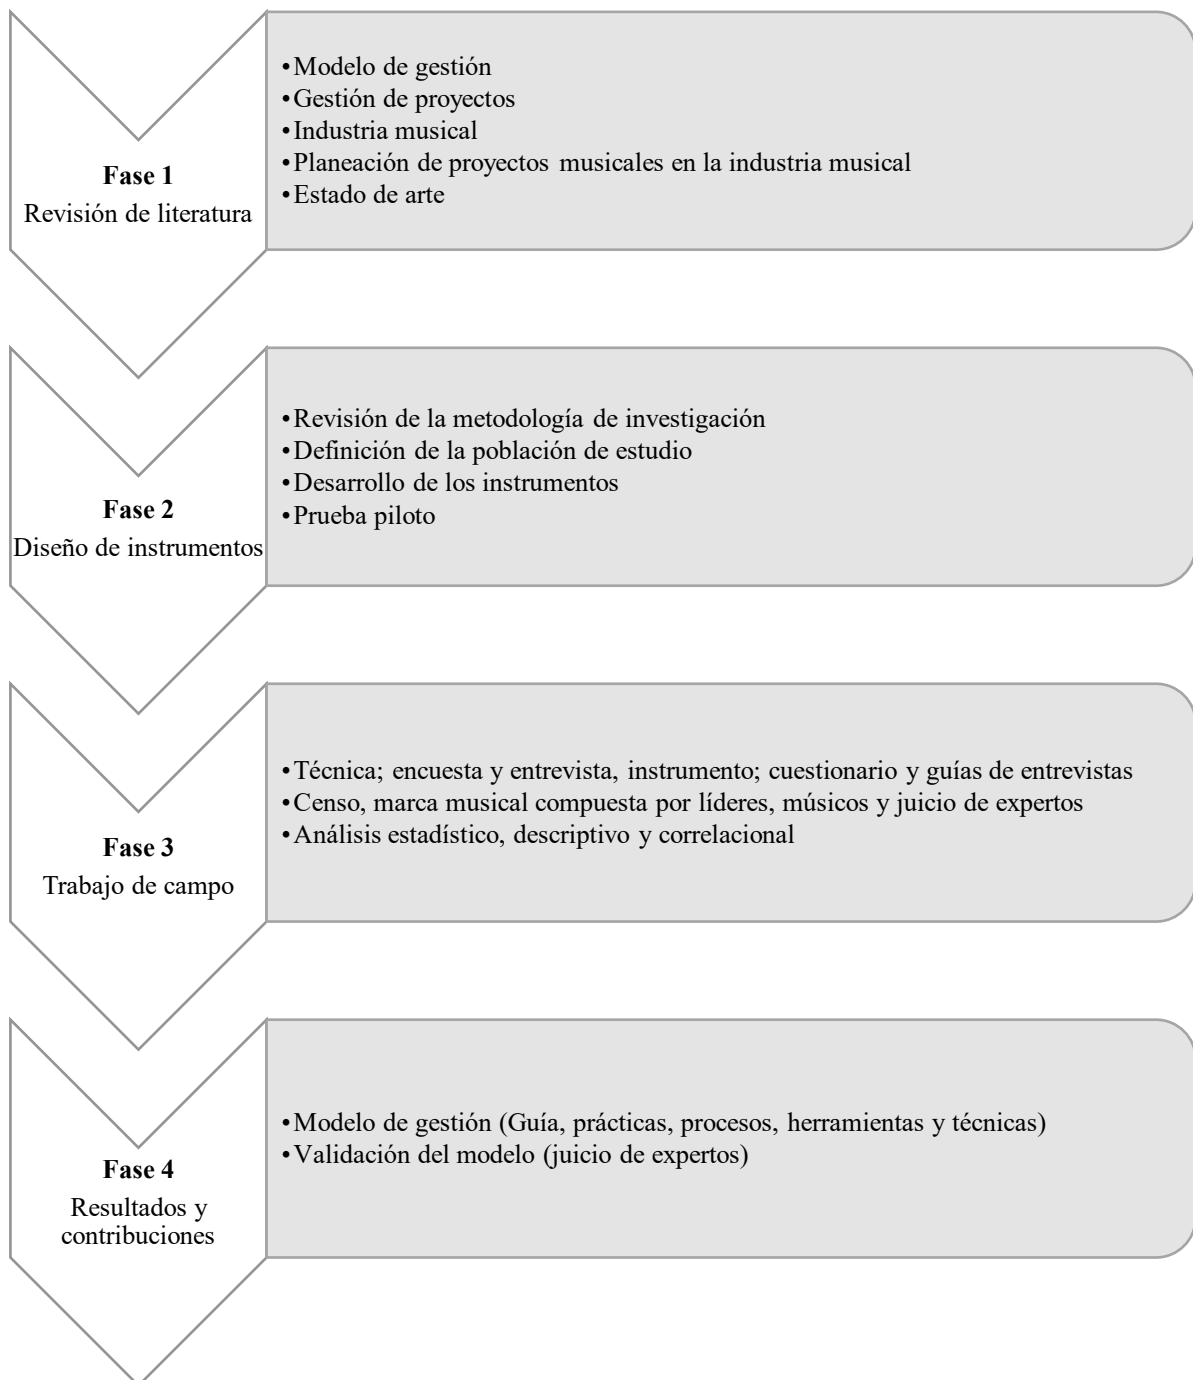 Fase 1
Revisión de literatura
•Modelo de gestión
•Gestión de proyectos
•Industria musical
•Planeación de proyectos musicales en la industria musical
•Estado de arte
Fase 2
Diseño de instrumentos
•Revisión de la metodología de investigación
•Definición de la población de estudio
•Desarrollo de los instrumentos
•Prueba piloto
Fase 3
Trabajo de campo
•Técnica; encuesta y entrevista, instrumento; cuestionario y guías de entrevistas
•Censo, marca musical compuesta por líderes, músicos y juicio de expertos
•Análisis estadístico, descriptivo y correlacional
Fase 4
Resultados y
contribuciones
•Modelo de gestión (Guía, prácticas, procesos, herramientas y técnicas)
•Validación del modelo (juicio de expertos)